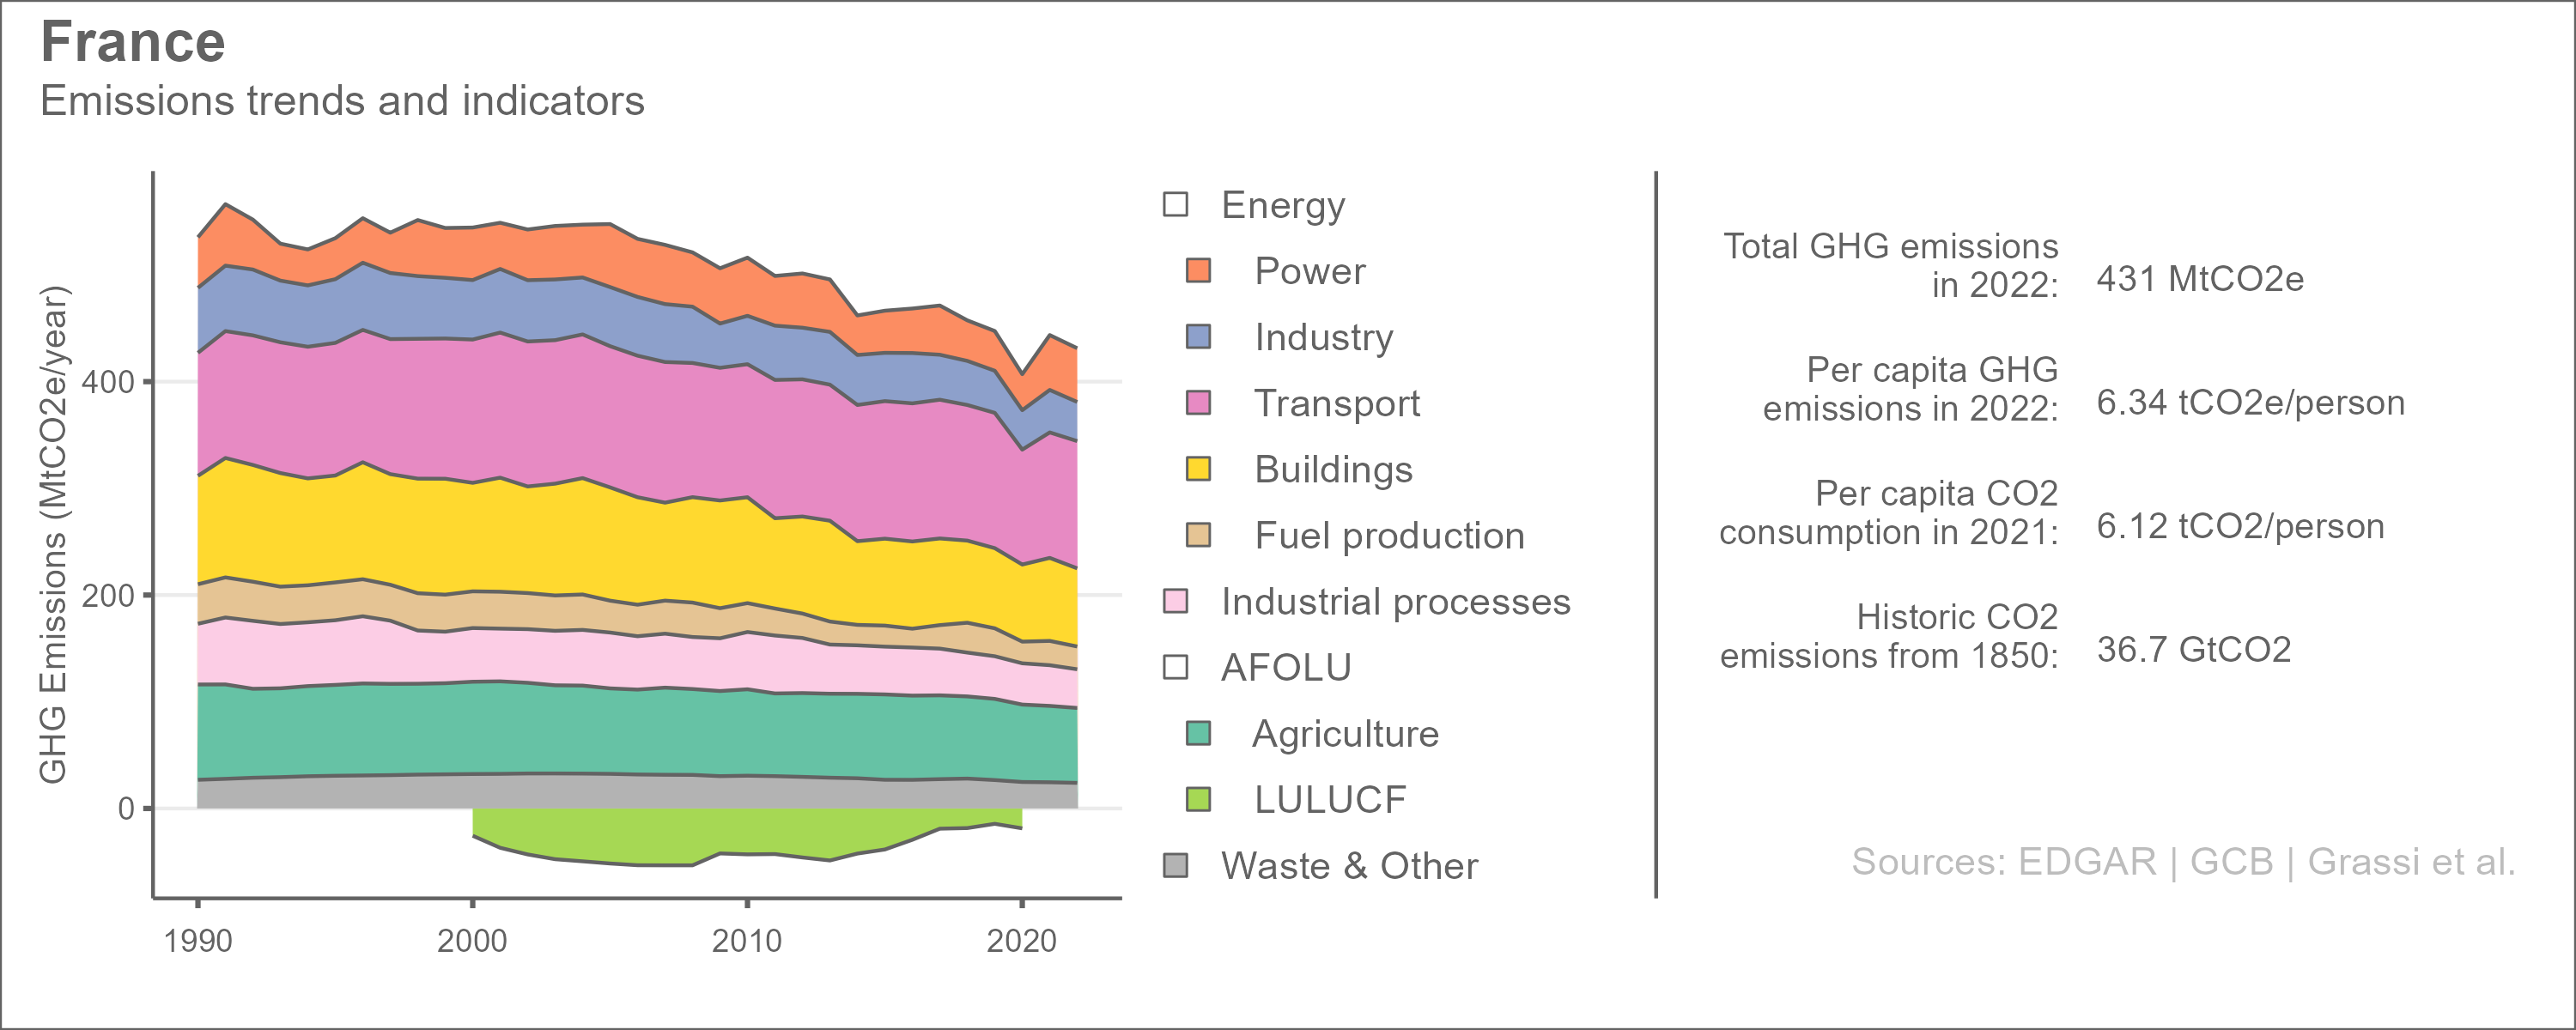 France
Emissions trends and indicators
GHG Emissions (MtCO2e/year)
400
200
0
1990
2000
2010
2020
Energy
Power
Industry
Transport
Buildings
Fuel production
Industrial processes
AFOLU
Agriculture
LULUCF
Waste & Other
Total GHG emissions
in 2022:
431 MtCO2e
Per capita GHG
emissions in 2022:
6.34 tCO2e/person
Per capita CO2
consumption in 2021:
6.12 tCO2/person
Historic CO2
emissions from 1850:
36.7 GtCO2
Sources: EDGAR | GCB | Grassi et al.